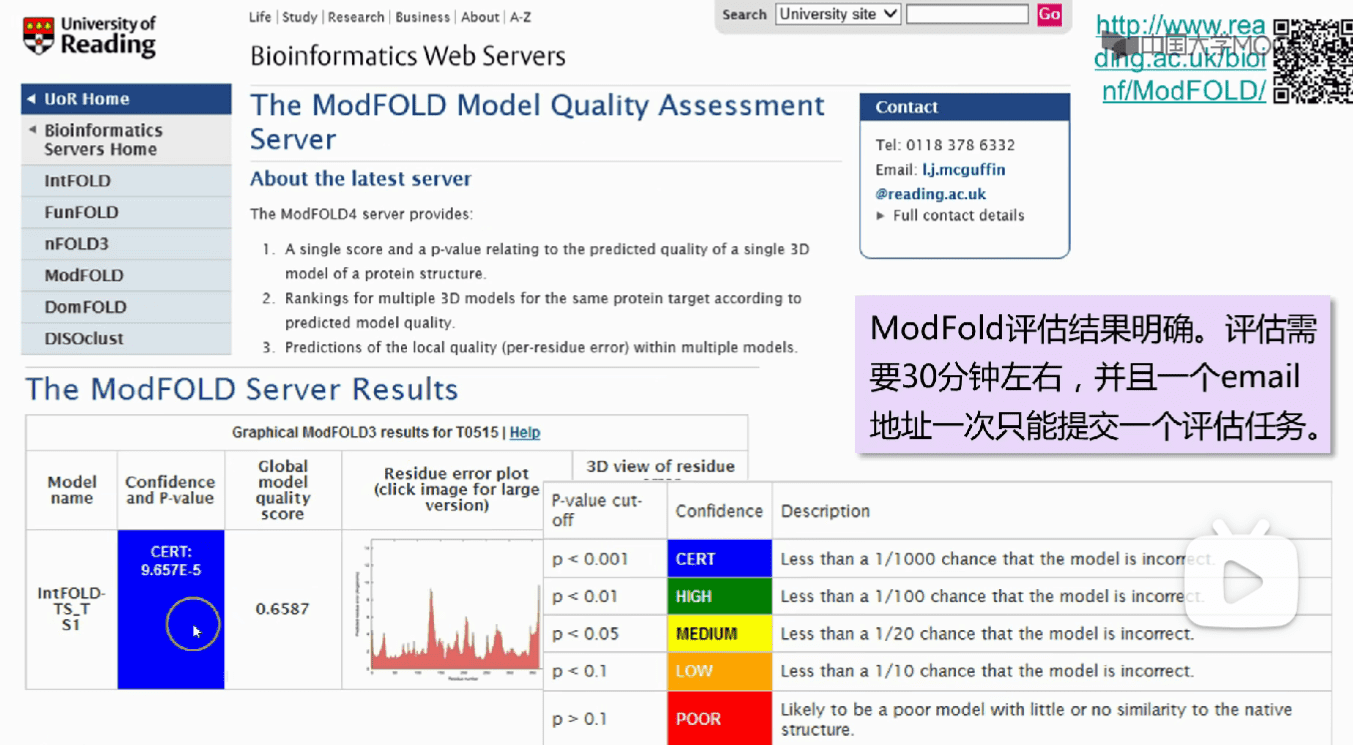 University of
Reading
Life | Study | Research | Business | About | A-Z
Bioinformatics Web Servers
Search
University site
Go
http://www.rea
ding.ac.uk/bioi
nf/ModFOLD/
中国大学MOOC
UoR Home
Bioinformatics
Servers Home
IntFOLD
FunFOLD
nFOLD3
ModFOLD
DomFOLD
DISOclust
The ModFOLD Model Quality Assessment
Server
About the latest server
The ModFOLD4 server provides:
1. A single score and a p-value relating to the predicted quality of a single 3D
model of a protein structure.
2. Rankings for multiple 3D models for the same protein target according to
predicted model quality.
3. Predictions of the local quality (per-residue error) within multiple models.
Contact
Tel: 0118 378 6332
Email: l.j.mcguffin
@reading.ac.uk
Full contact details
ModFold评估结果明确。评估需
要30分钟左右，并且一个email
地址一次只能提交一个评估任务。
The ModFOLD Server Results
Graphical ModFOLD3 results for T0515 | Help
Model
name
Confidence
and P-value
Global
model
quality
score
Residue error plot
(click image for large
version)
3D view of residue
IntFOLD-
TS_T
S1
CERT:
9.657E-5
0.6587
Residue number
P-value cut-
off
Confidence
Description
p < 0.001
CERT
Less than a 1/1000 chance that the model is incorrect.
p < 0.01
HIGH
Less than a 1/100 chance that the model is incorrect.
p < 0.05
MEDIUM
Less than a 1/20 chance that the model is incorrect.
p < 0.1
LOW
Less than a 1/10 chance that the model is incorrect.
p > 0.1
POOR
Likely to be a poor model with little or no similarity to the native
structure.